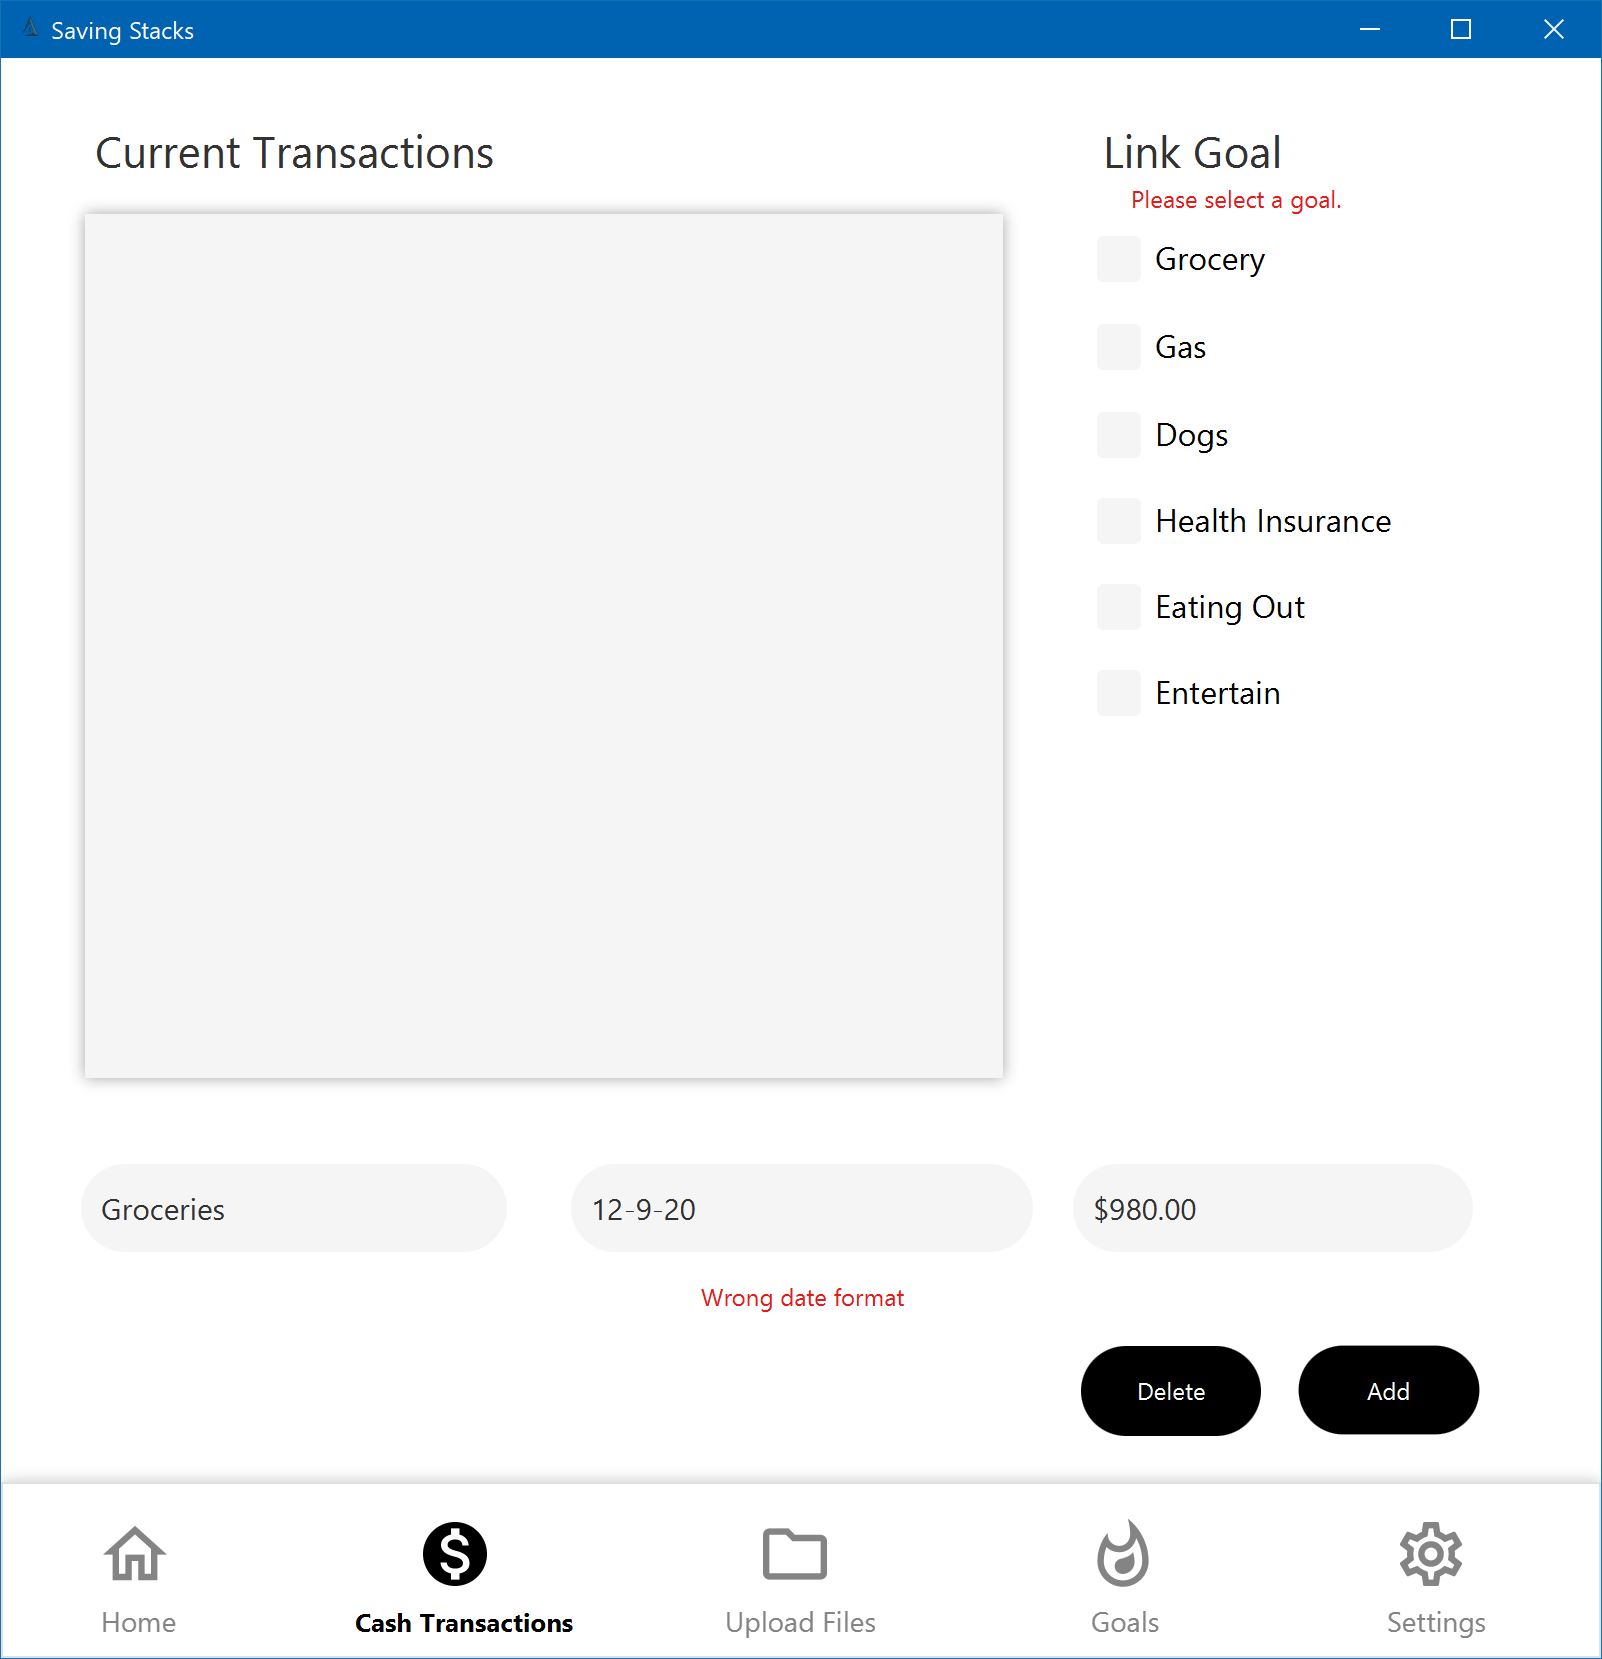 Saving Stacks
Current Transactions
Link Goal
Please select a goal.
Grocery
Gas
Dogs
Health Insurance
Eating Out
Entertain
Groceries
12-9-20
$980.00
Wrong date format
Delete
Add
Home
Cash Transactions
Upload Files
Goals
Settings